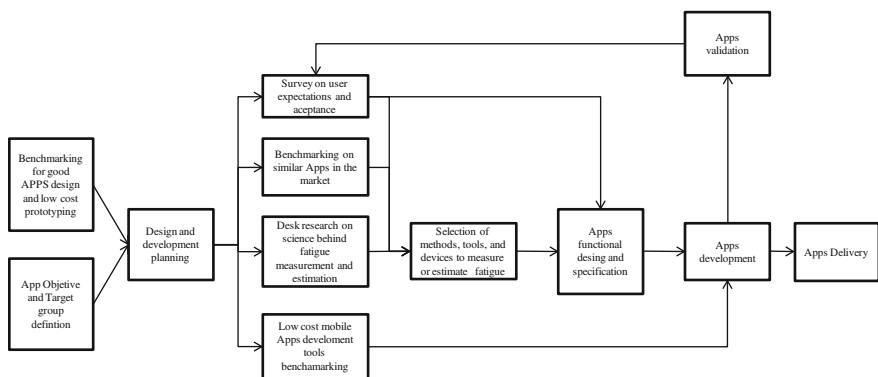 Apps
validation
Survey on user
expectations and
aceptance
Benchmarking
for good
APPS design
and low cost
prototyping
Benchmarking on
similar Apps in the
market
Design and
development
planning
Desk research on
science behind
fatigue
measurement and
estimation
Selection of
methods, tools, and
devices to measure
or estimate fatigue
Apps
functional
desing and
specification
Apps
development
Apps Delivery
App Objetive
and Target
group
defintion
Low cost mobile
Apps develoment
tools
benchamarking